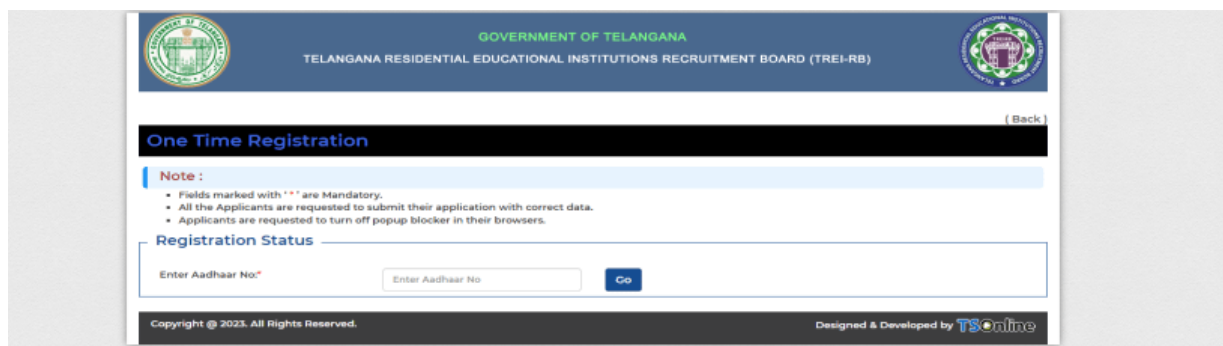 GOVERNMENT OF TELANGANA
TELANGANA RESIDENTIAL EDUCATIONAL INSTITUTIONS RECRUITMENT BOARD (TREI-RB)
( Back )
One Time Registration
Note :
• Fields marked with ' * ' are Mandatory.
• All the Applicants are requested to submit their application with correct data.
• Applicants are requested to turn off popup blocker in their browsers.
Registration Status
Enter Aadhaar No:*
Enter Aadhaar No
Go
Copyright @ 2023. All Rights Reserved.
Designed & Developed by TSOnline